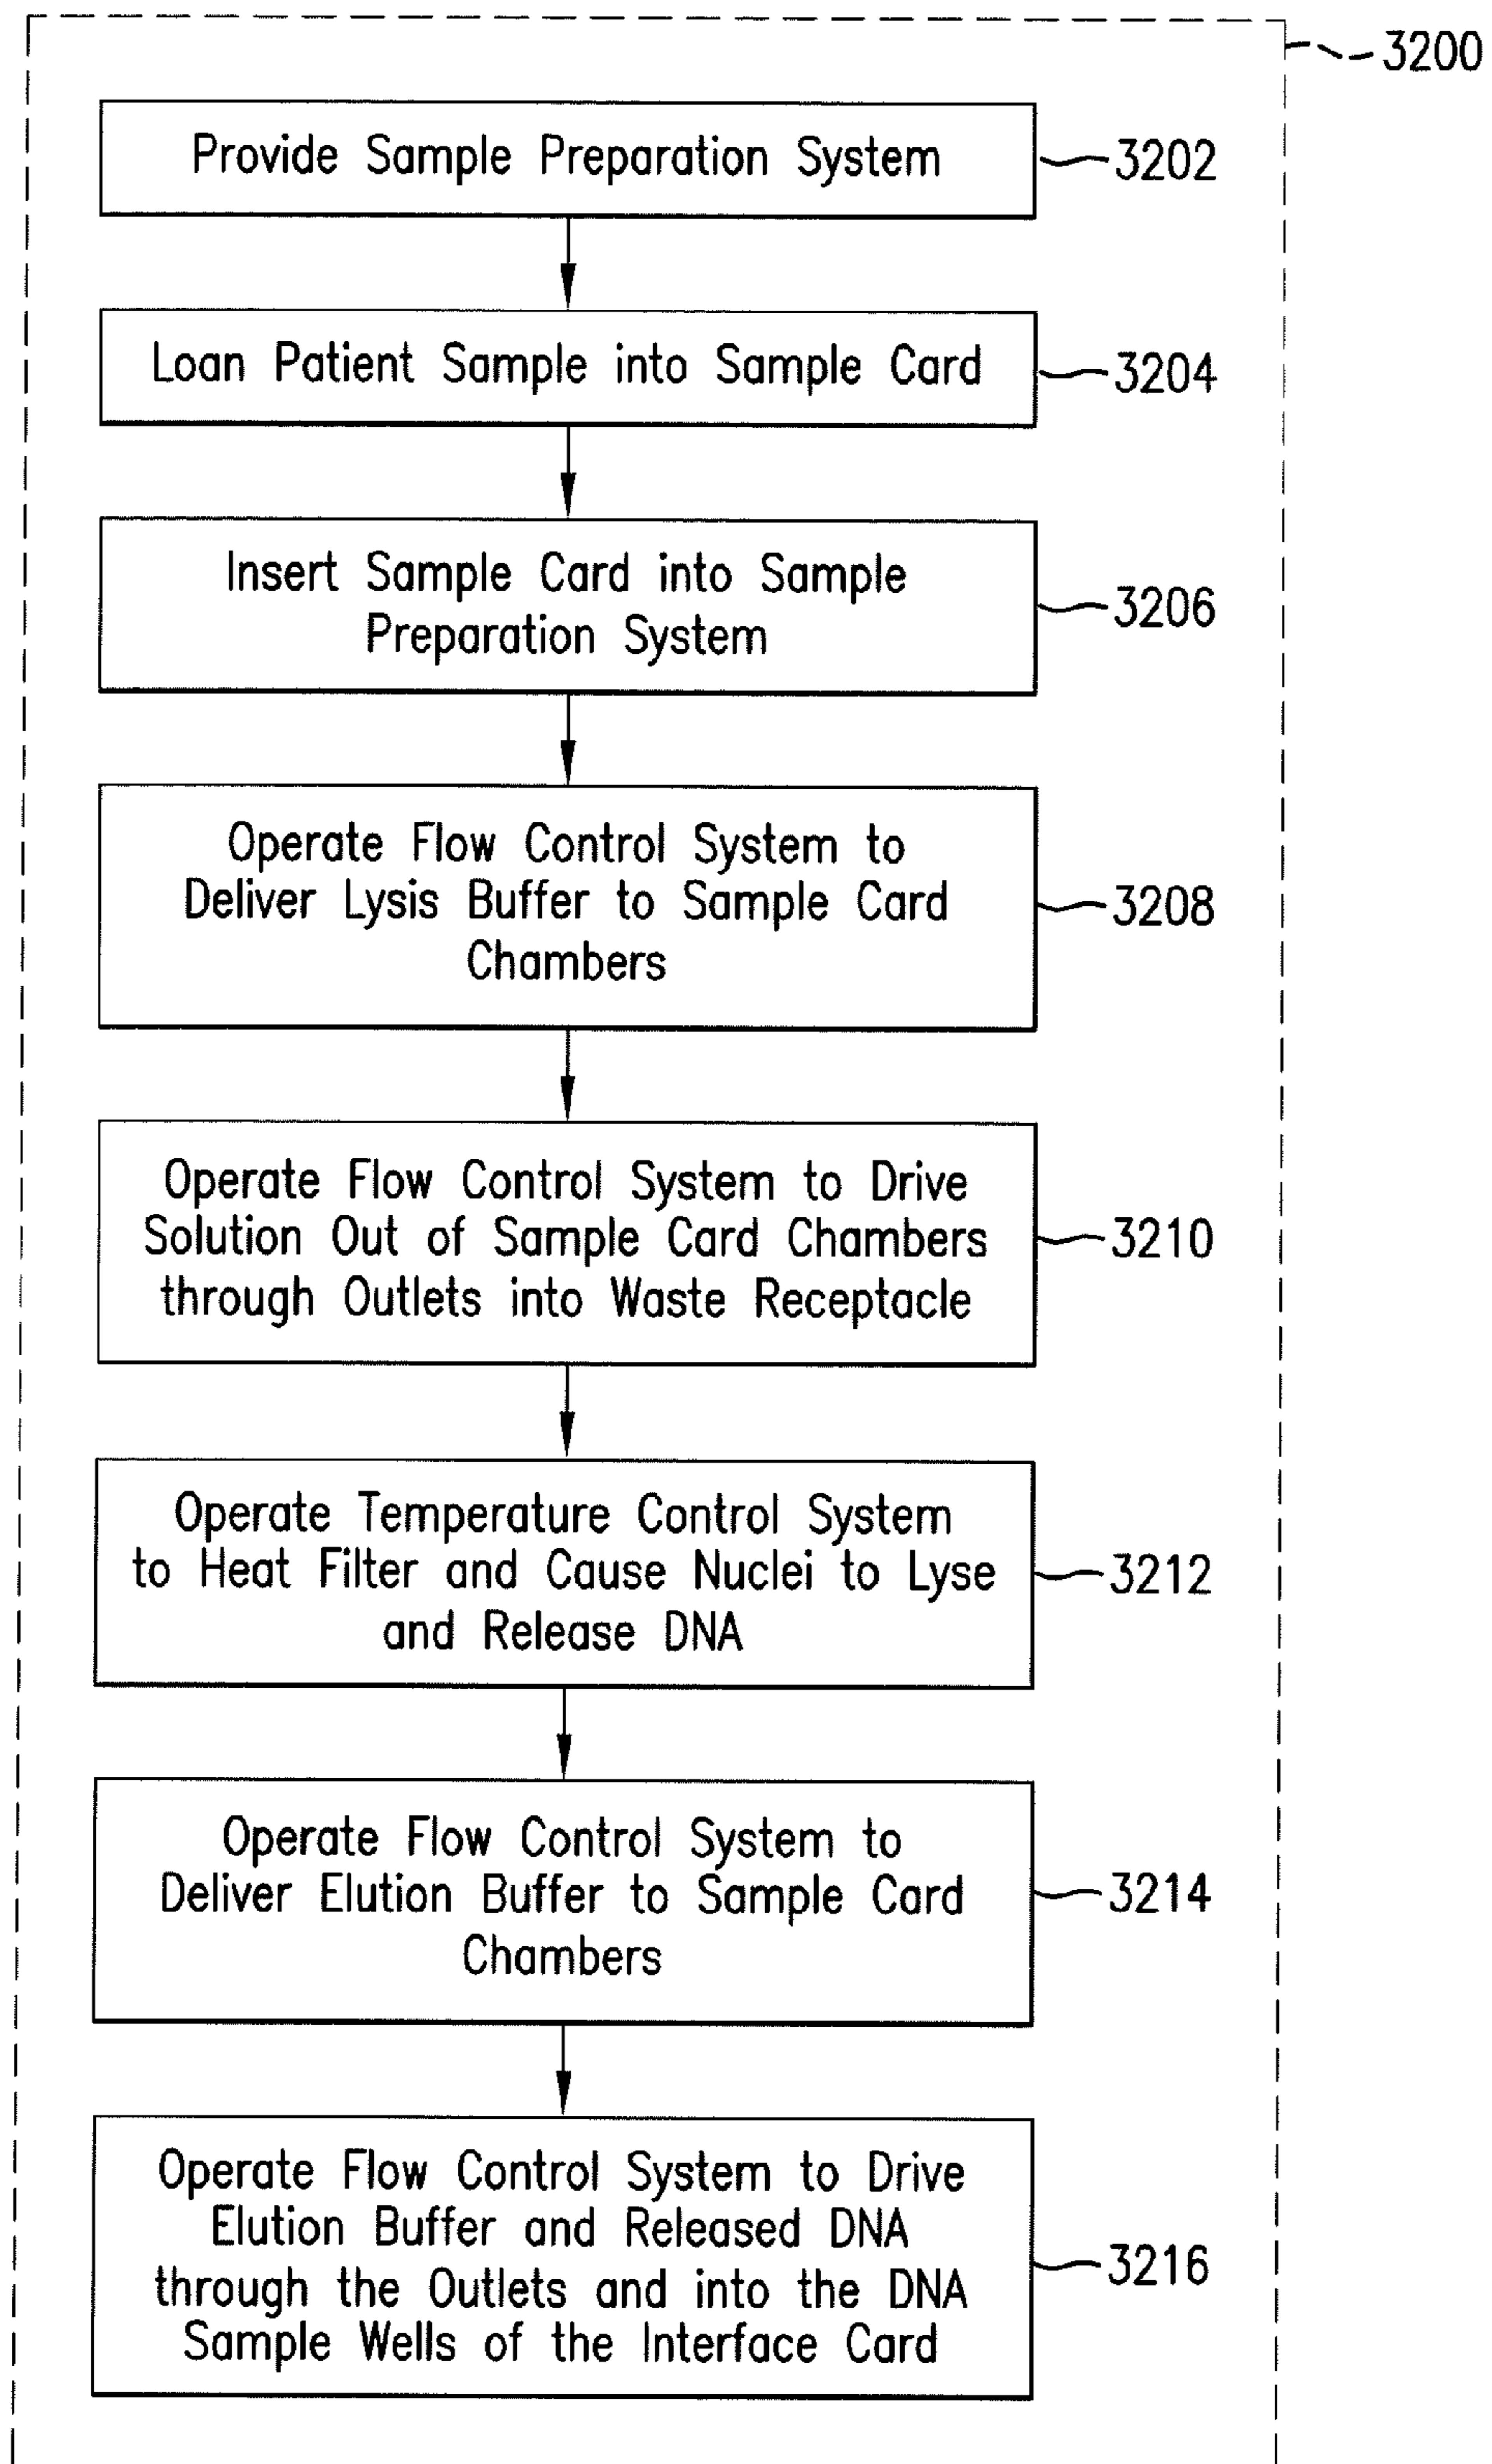 3200
Provide Sample Preparation System
3202
Loan Patient Sample into Sample Card
3204
Insert Sample Card into Sample
Preparation System
3206
Operate Flow Control System to
Deliver Lysis Buffer to Sample Card
Chambers
3208
Operate Flow Control System to Drive
Solution Out of Sample Card Chambers
through Outlets into Waste Receptacle
3210
Operate Temperature Control System
to Heat Filter and Cause Nuclei to Lyse
and Release DNA
3212
Operate Flow Control System to
Deliver Elution Buffer to Sample Card
Chambers
3214
Operate Flow Control System to Drive
Elution Buffer and Released DNA
through the Outlets and into the DNA
Sample Wells of the Interface Card
3216